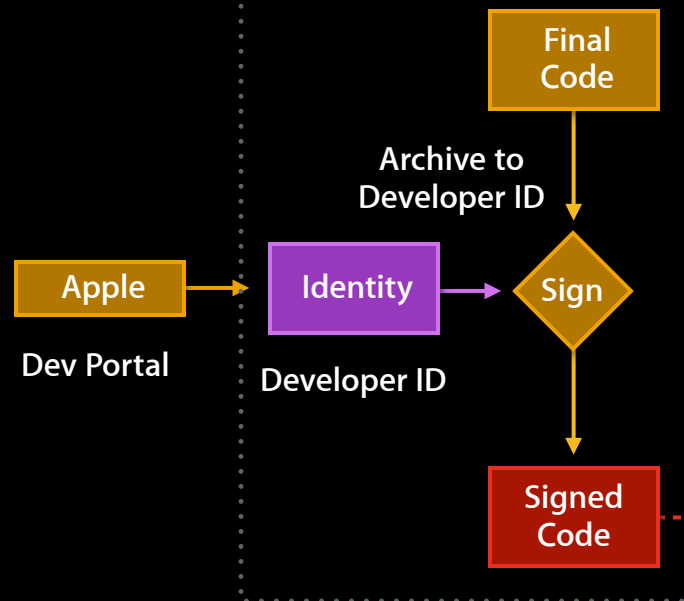 Final
Code
Archive to
Developer ID
Apple
Identity
Sign
Dev Portal
Developer ID
Signed
Code